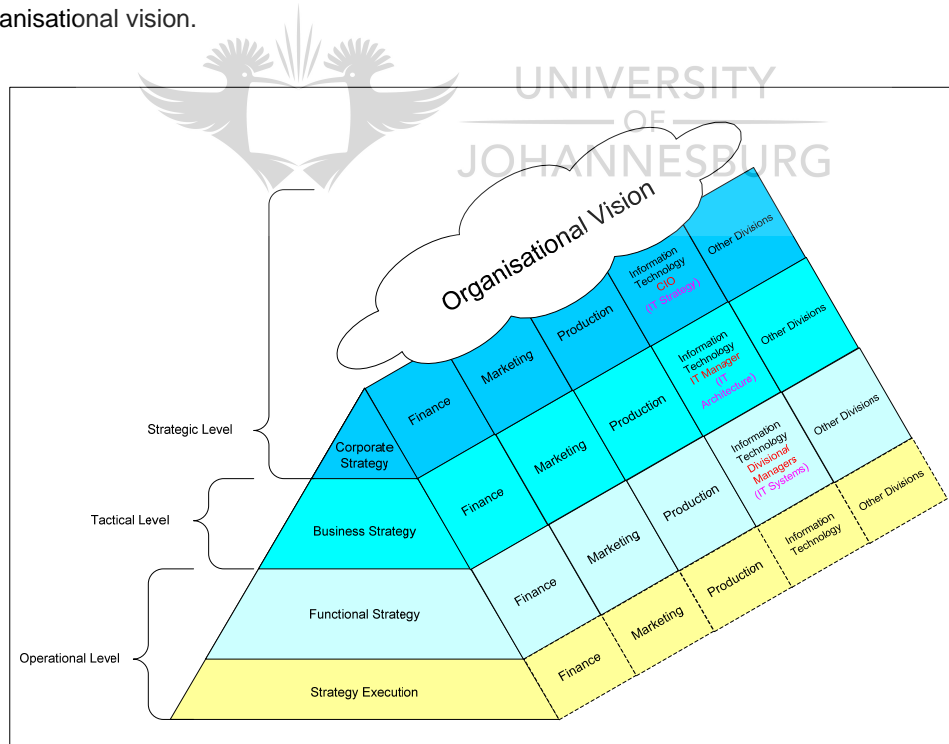 anisational vision.
UNIVERSITY
OF
JOHANNESBURG
Organisational Vision
Strategic Level
Tactical Level
Operational Level
Corporate
Strategy
Finance
Marketing
Production
Information
Technology
CIO
(IT Strategy)
Other Divisions
Business Strategy
Finance
Marketing
Production
Information
Technology
IT Manager
(IT
Architecture)
Other Divisions
Functional Strategy
Finance
Marketing
Production
Information
Technology
Divisional
Managers
(IT Systems)
Other Divisions
Strategy Execution
Finance
Marketing
Production
Information
Technology
Other Divisions